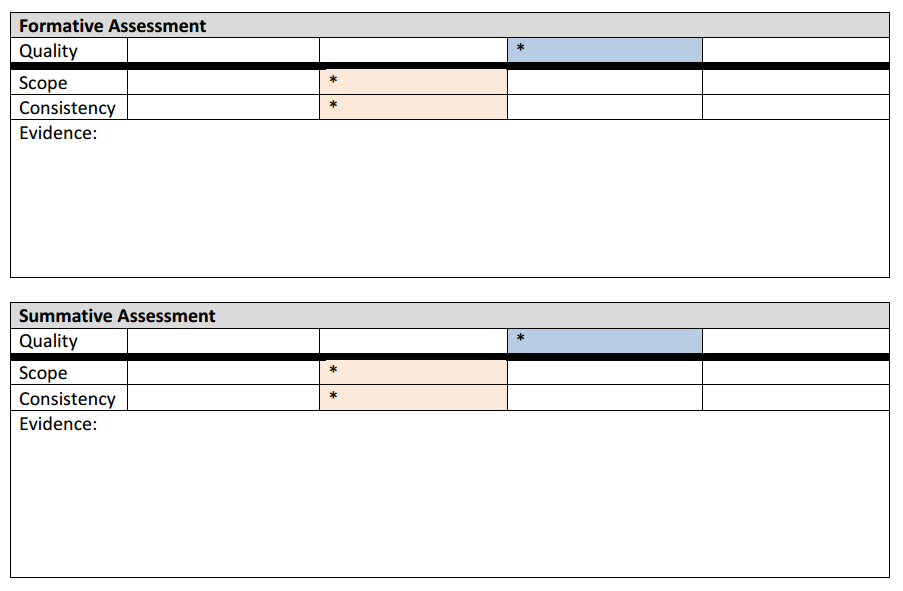 Formative Assessment
Quality *
Scope *
Consistency *
Evidence:
Summative Assessment
Quality *
Scope *
Consistency *
Evidence: